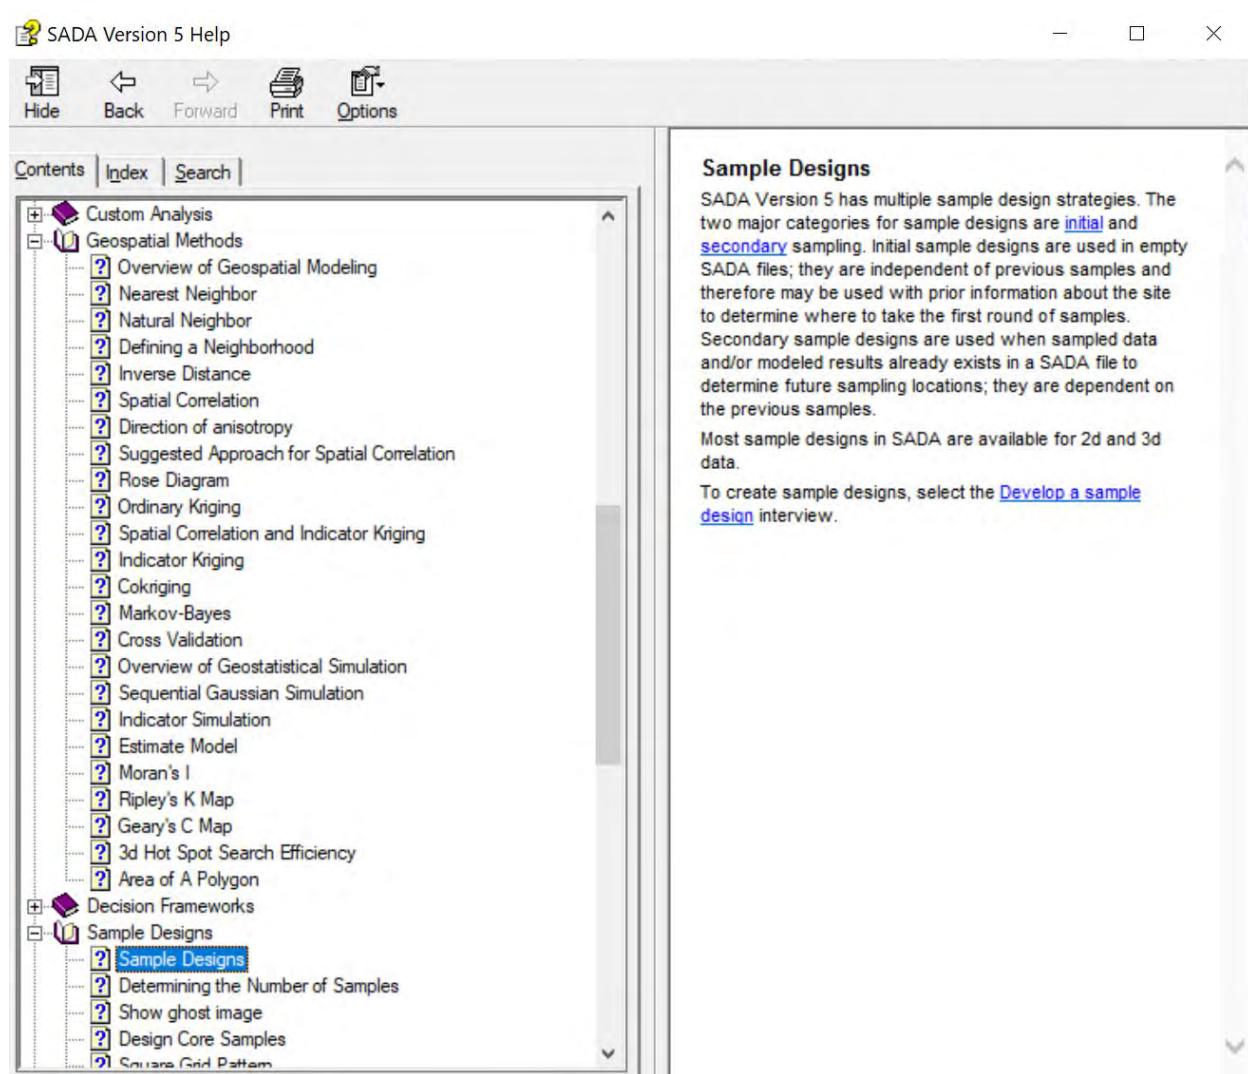 SADA Version 5 Help
Hide Back Forward Print Options
Contents Index Search
Custom Analysis
Geospatial Methods
Overview of Geospatial Modeling
Nearest Neighbor
Natural Neighbor
Defining a Neighborhood
Inverse Distance
Spatial Correlation
Direction of anisotropy
Suggested Approach for Spatial Correlation
Rose Diagram
Ordinary Kriging
Spatial Correlation and Indicator Kriging
Indicator Kriging
Cokriging
Markov-Bayes
Cross Validation
Overview of Geostatistical Simulation
Sequential Gaussian Simulation
Indicator Simulation
Estimate Model
Moran's I
Ripley's K Map
Geary's C Map
3d Hot Spot Search Efficiency
Area of A Polygon
Decision Frameworks
Sample Designs
Sample Designs
Determining the Number of Samples
Show ghost image
Design Core Samples
Square Grid Pattern
Sample Designs
SADA Version 5 has multiple sample design strategies. The
two major categories for sample designs are initial and
secondary sampling. Initial sample designs are used in empty
SADA files; they are independent of previous samples and
therefore may be used with prior information about the site
to determine where to take the first round of samples.
Secondary sample designs are used when sampled data
and/or modeled results already exists in a SADA file to
determine future sampling locations; they are dependent on
the previous samples.
Most sample designs in SADA are available for 2d and 3d
data.
To create sample designs, select the Develop a sample
design interview.